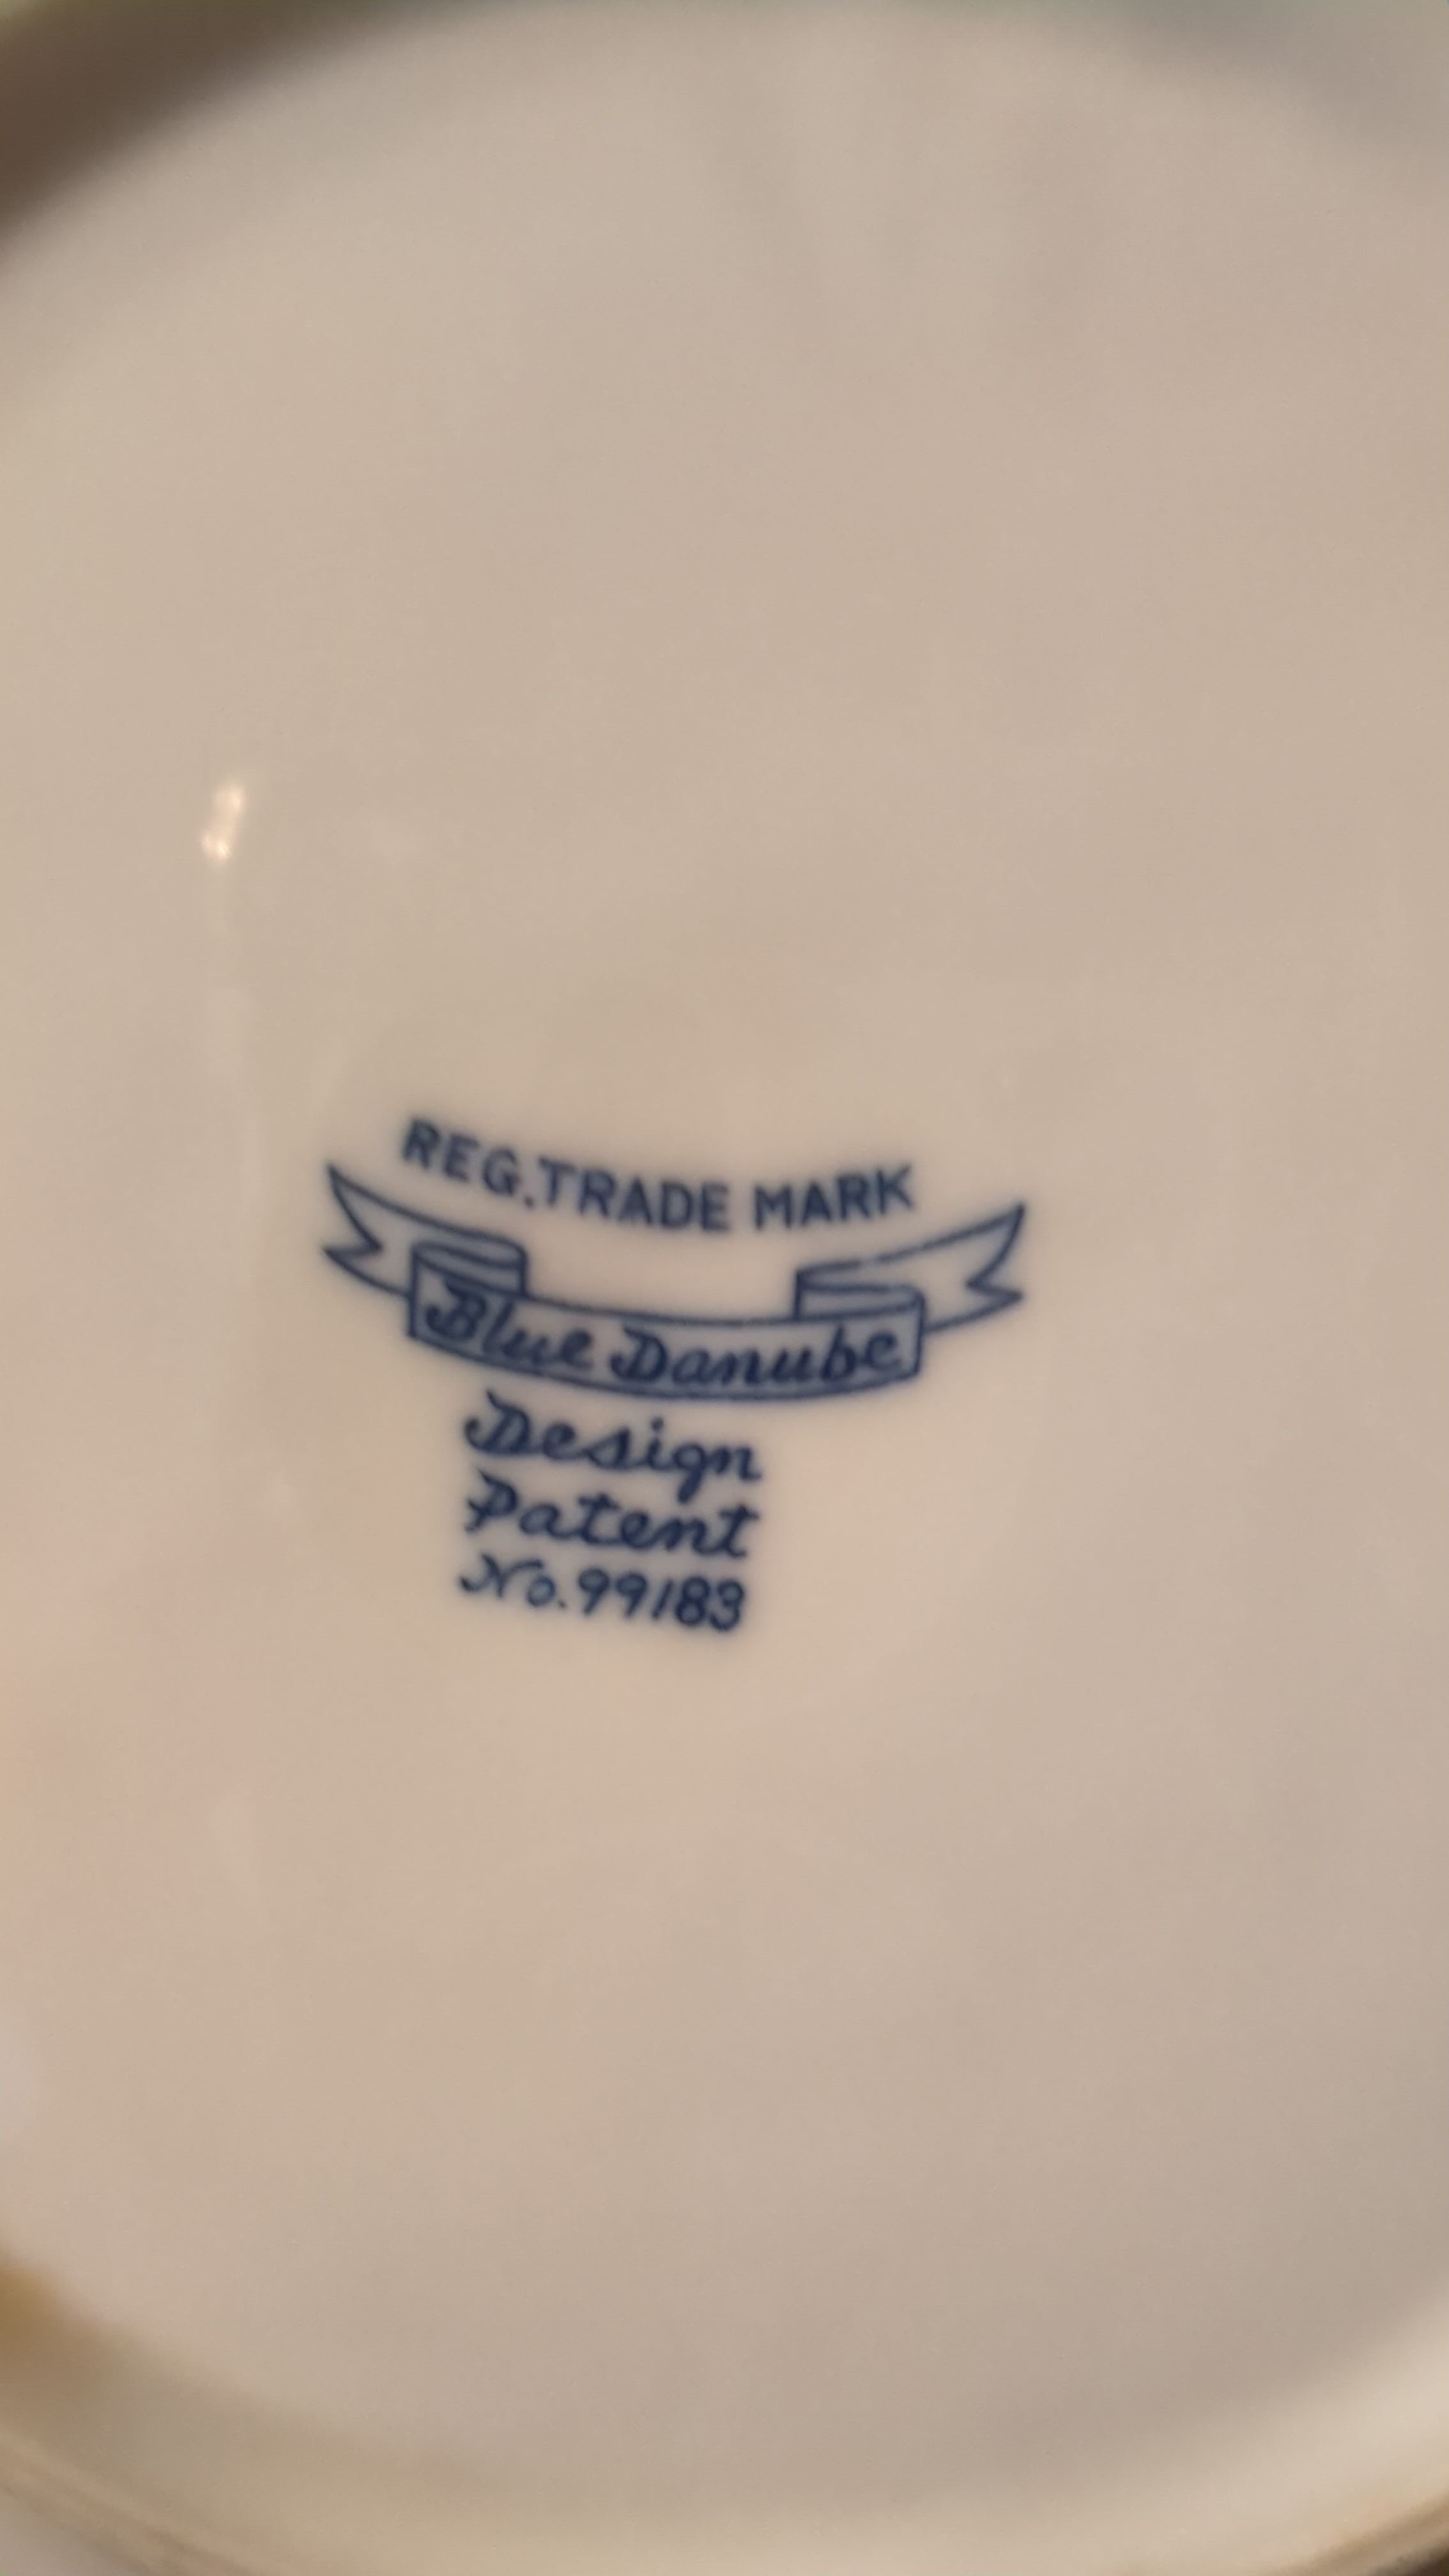 REG. TRADE MARK
Blue Danube
Design
Patent
No. 99183